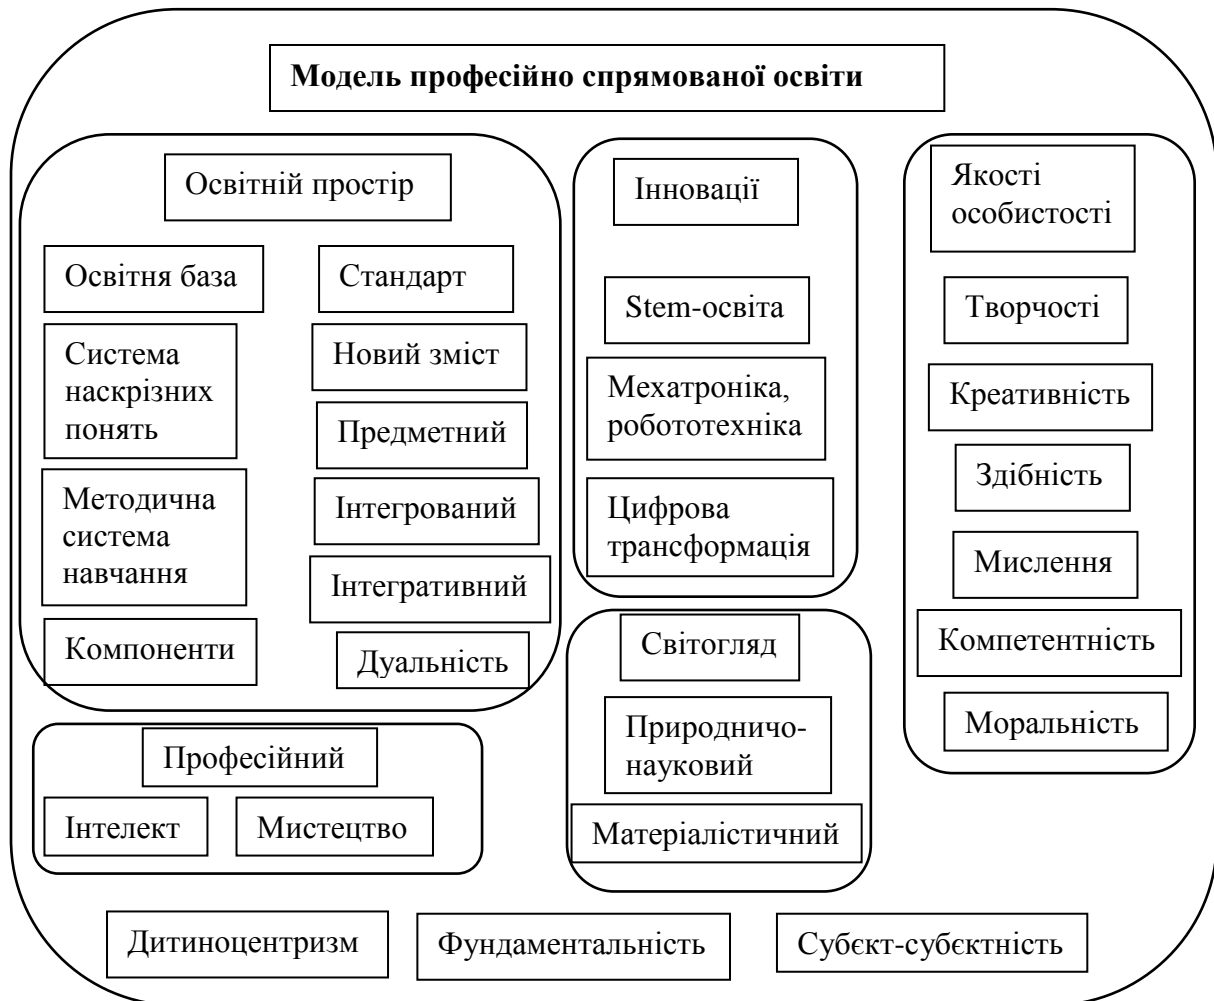 Модель професійно спрямованої освіти
Освітній простір
Освітня база
Система
наскрізних
понять
Методична
система
навчання
Компоненти
Стандарт
Новий зміст
Предметний
Інтегрований
Інтегративний
Дуальність
Інновації
Stem-освіта
Мехатроніка,
робототехніка
Цифрова
трансформація
Якості
особистості
Творчості
Креативність
Здібність
Мислення
Компетентність
Моральність
Професійний
Інтелект
Мистецтво
Світогляд
Природничо-
науковий
Матеріалістичний
Дитиноцентризм
Фундаментальність
Субєкт-субєктність